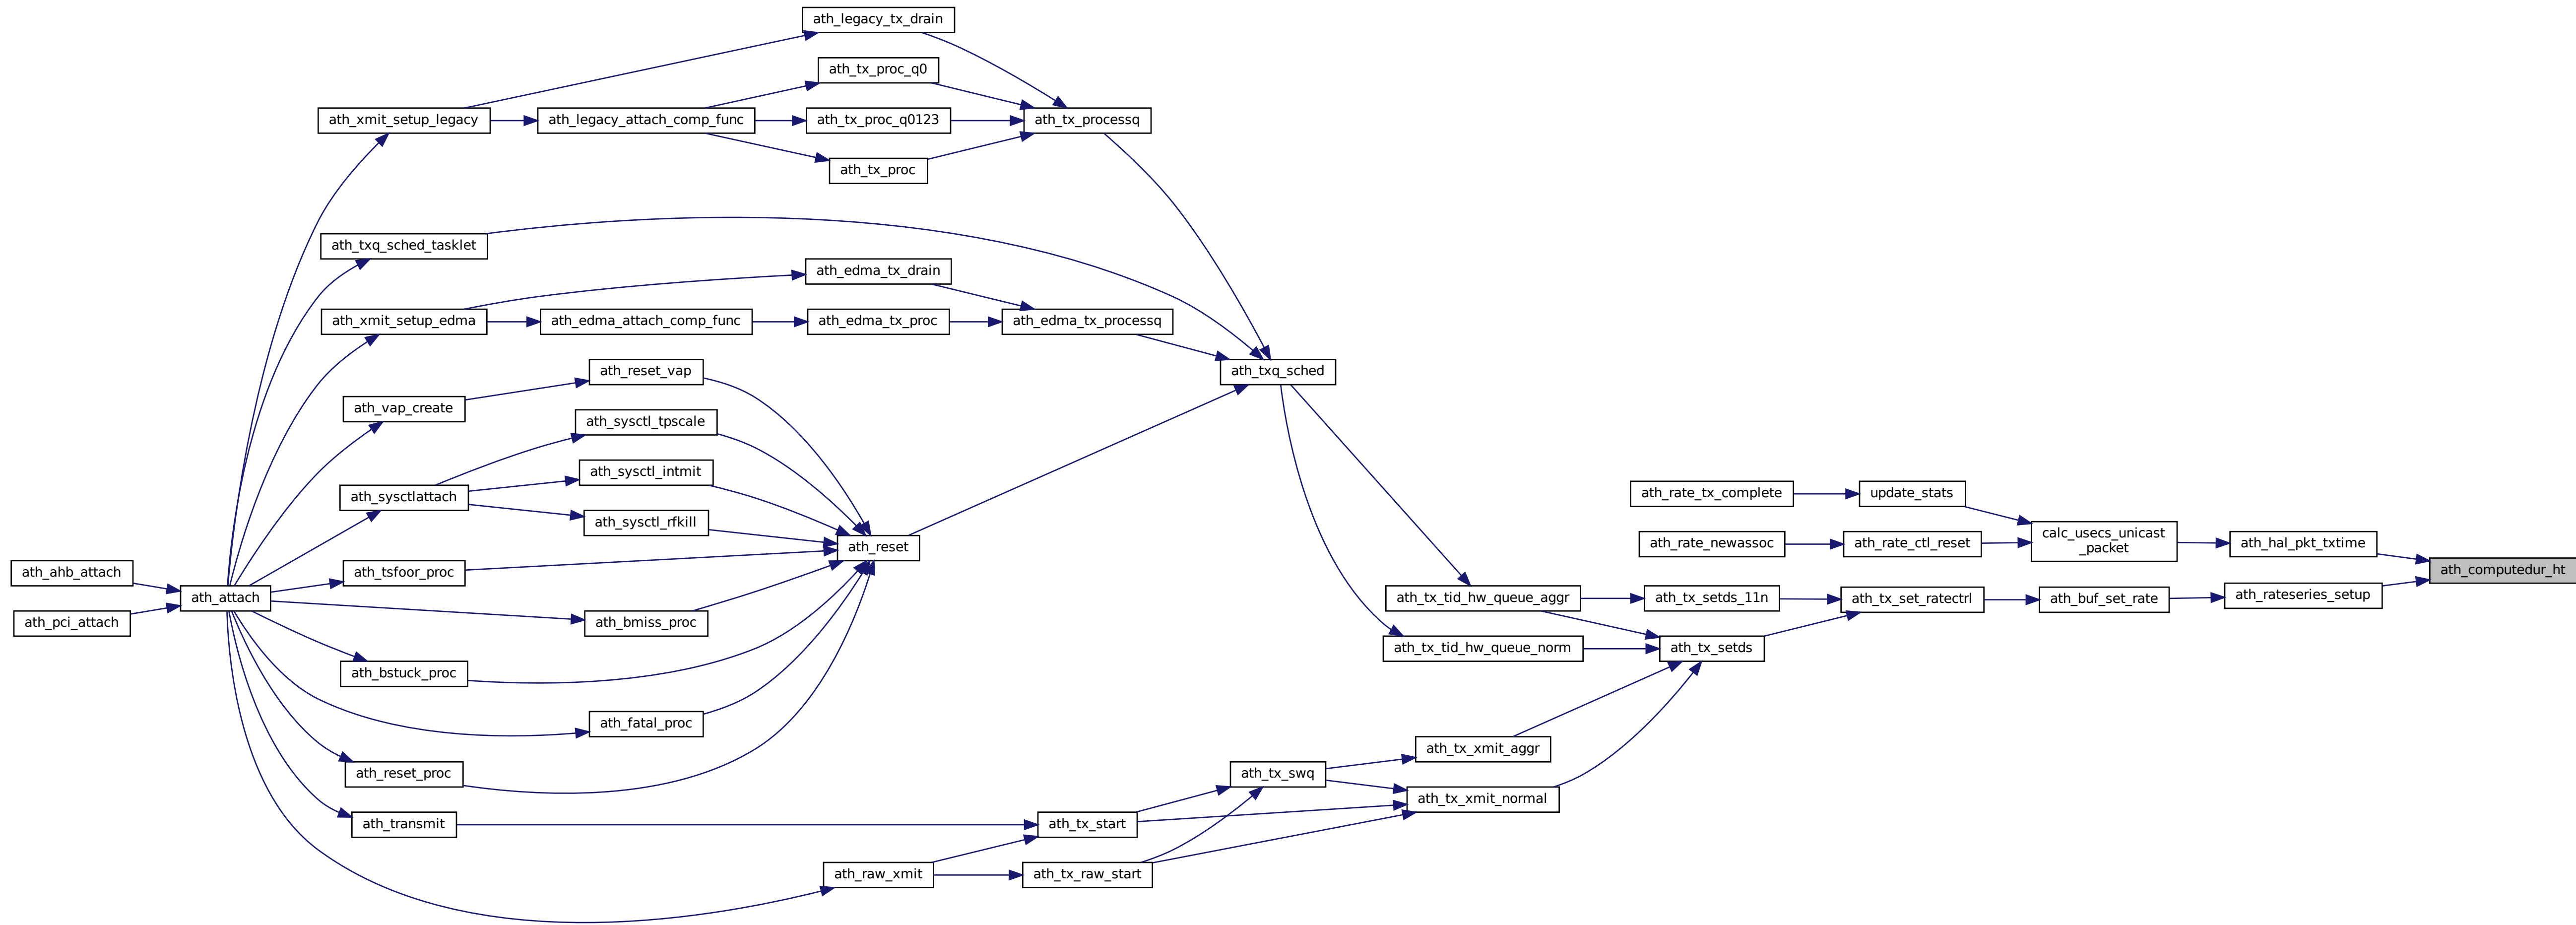 ath_legacy_tx_drain
ath_tx_proc_q0
ath_xmit_setup_legacy
ath_legacy_attach_comp_func
ath_tx_proc_q0123
ath_tx_processq
ath_tx_proc
ath_txq_sched_tasklet
ath_edma_tx_drain
ath_xmit_setup_edma
ath_edma_attach_comp_func
ath_edma_tx_proc
ath_edma_tx_processq
ath_reset_vap
ath_txq_sched
ath_vap_create
ath_sysctl_tpscale
ath_sysctl_intmit
ath_sysctlattach
ath_rate_tx_complete
update_stats
ath_sysctl_rfkill
calc_usecs_unicast
_packet
ath_reset
ath_rate_newassoc
ath_rate_ctl_reset
ath_hal_pkt_txtime
ath_ahb_attach
ath_tsfoor_proc
ath_computedur_ht
ath_attach
ath_tx_tid_hw_queue_aggr
ath_tx_setds_11n
ath_tx_set_ratectrl
ath_buf_set_rate
ath_rateseries_setup
ath_pci_attach
ath_bmiss_proc
ath_tx_tid_hw_queue_norm
ath_tx_setds
ath_bstuck_proc
ath_fatal_proc
ath_tx_xmit_aggr
ath_reset_proc
ath_tx_swq
ath_tx_xmit_normal
ath_transmit
ath_tx_start
ath_raw_xmit
ath_tx_raw_start